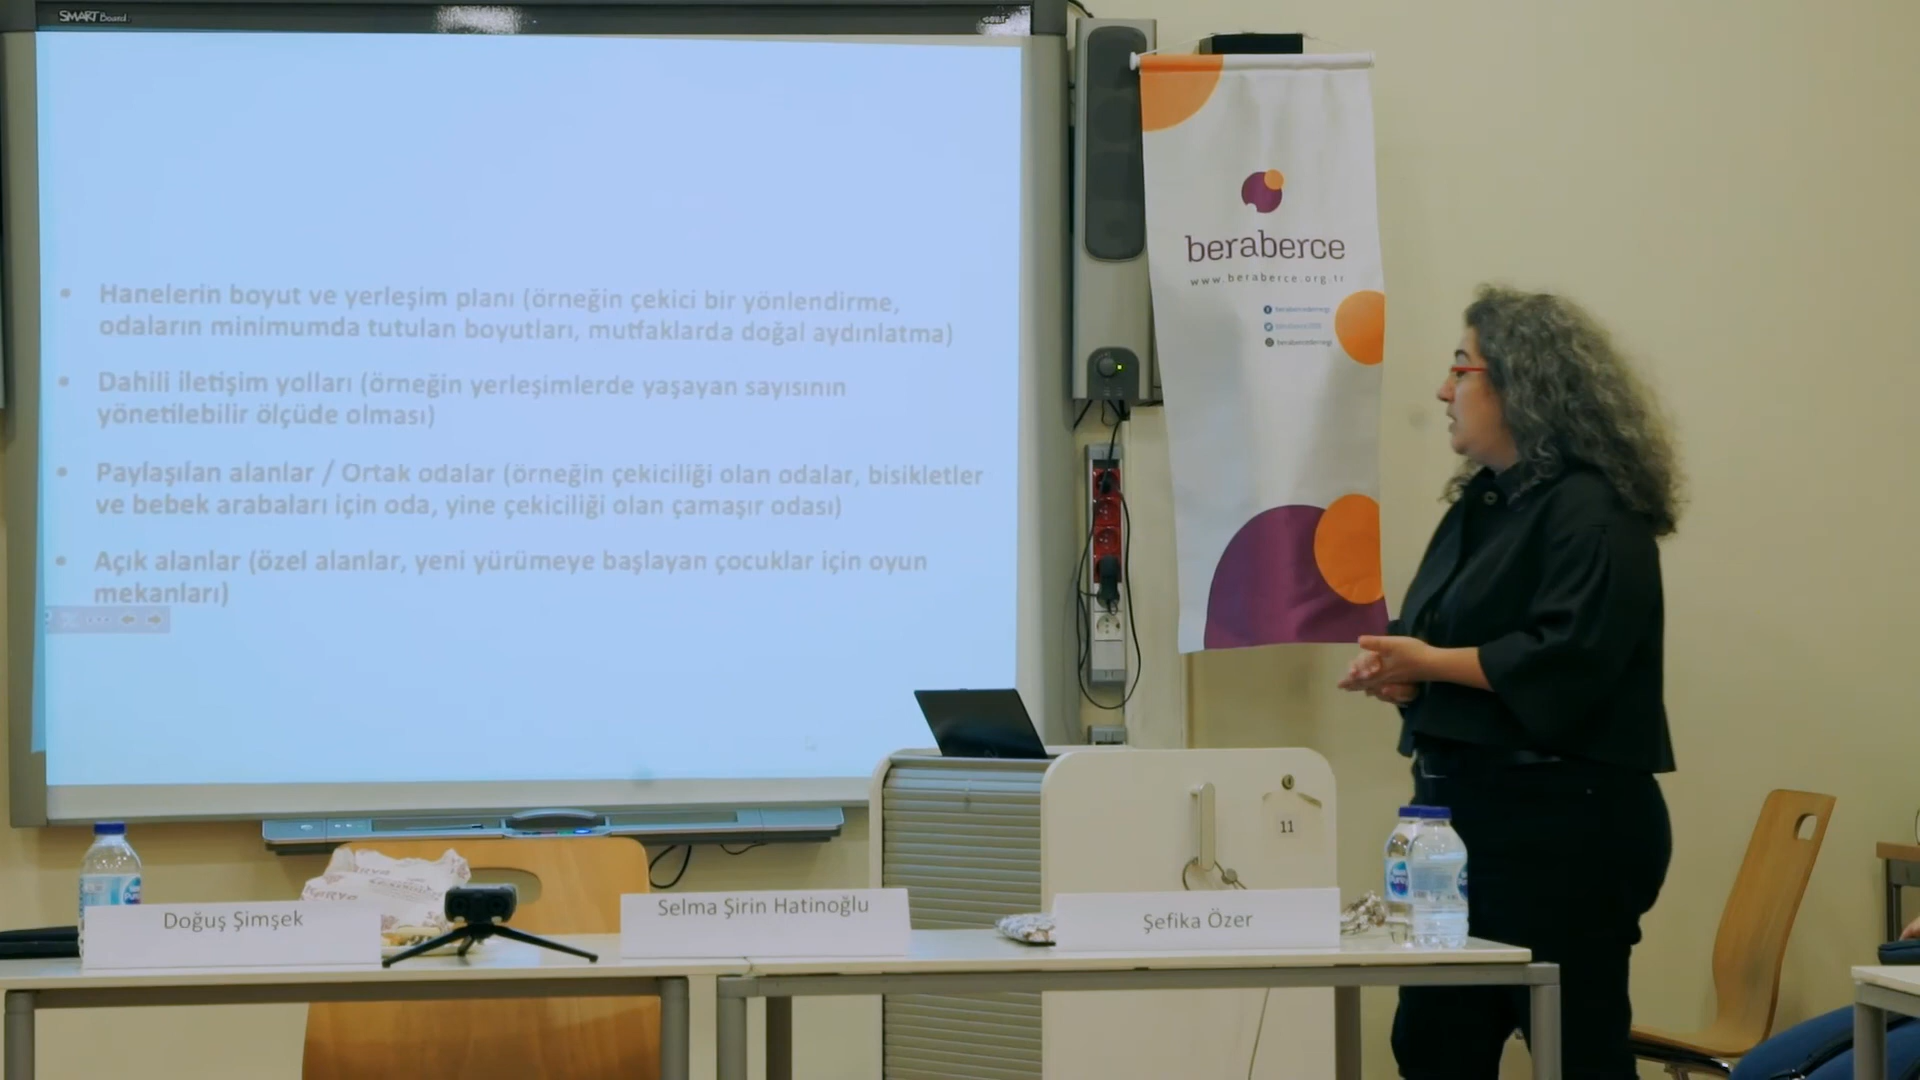 SMART Board
• Hanelerin boyut ve yerleşim planı (örneğin çekici bir yönlendirme,
odaların minimumda tutulan boyutları, mutfaklarda doğal aydınlatma)
• Dahili iletişim yolları (örneğin yerleşimlerde yaşayan sayısının
yönetilebilir ölçüde olması)
• Paylaşılan alanlar / Ortak odalar (örneğin çekiciliği olan odalar, bisikletler
ve bebek arabaları için oda, yine çekiciliği olan çamaşır odası)
• Açık alanlar (özel alanlar, yeni yürümeye başlayan çocuklar için oyun
mekanları)
beraberce
www.beraberce.org.tr
berabercedernegi
berabercedernegi
11
Doğuş Şimşek
Selma Şirin Hatinoğlu
Şefika Özer